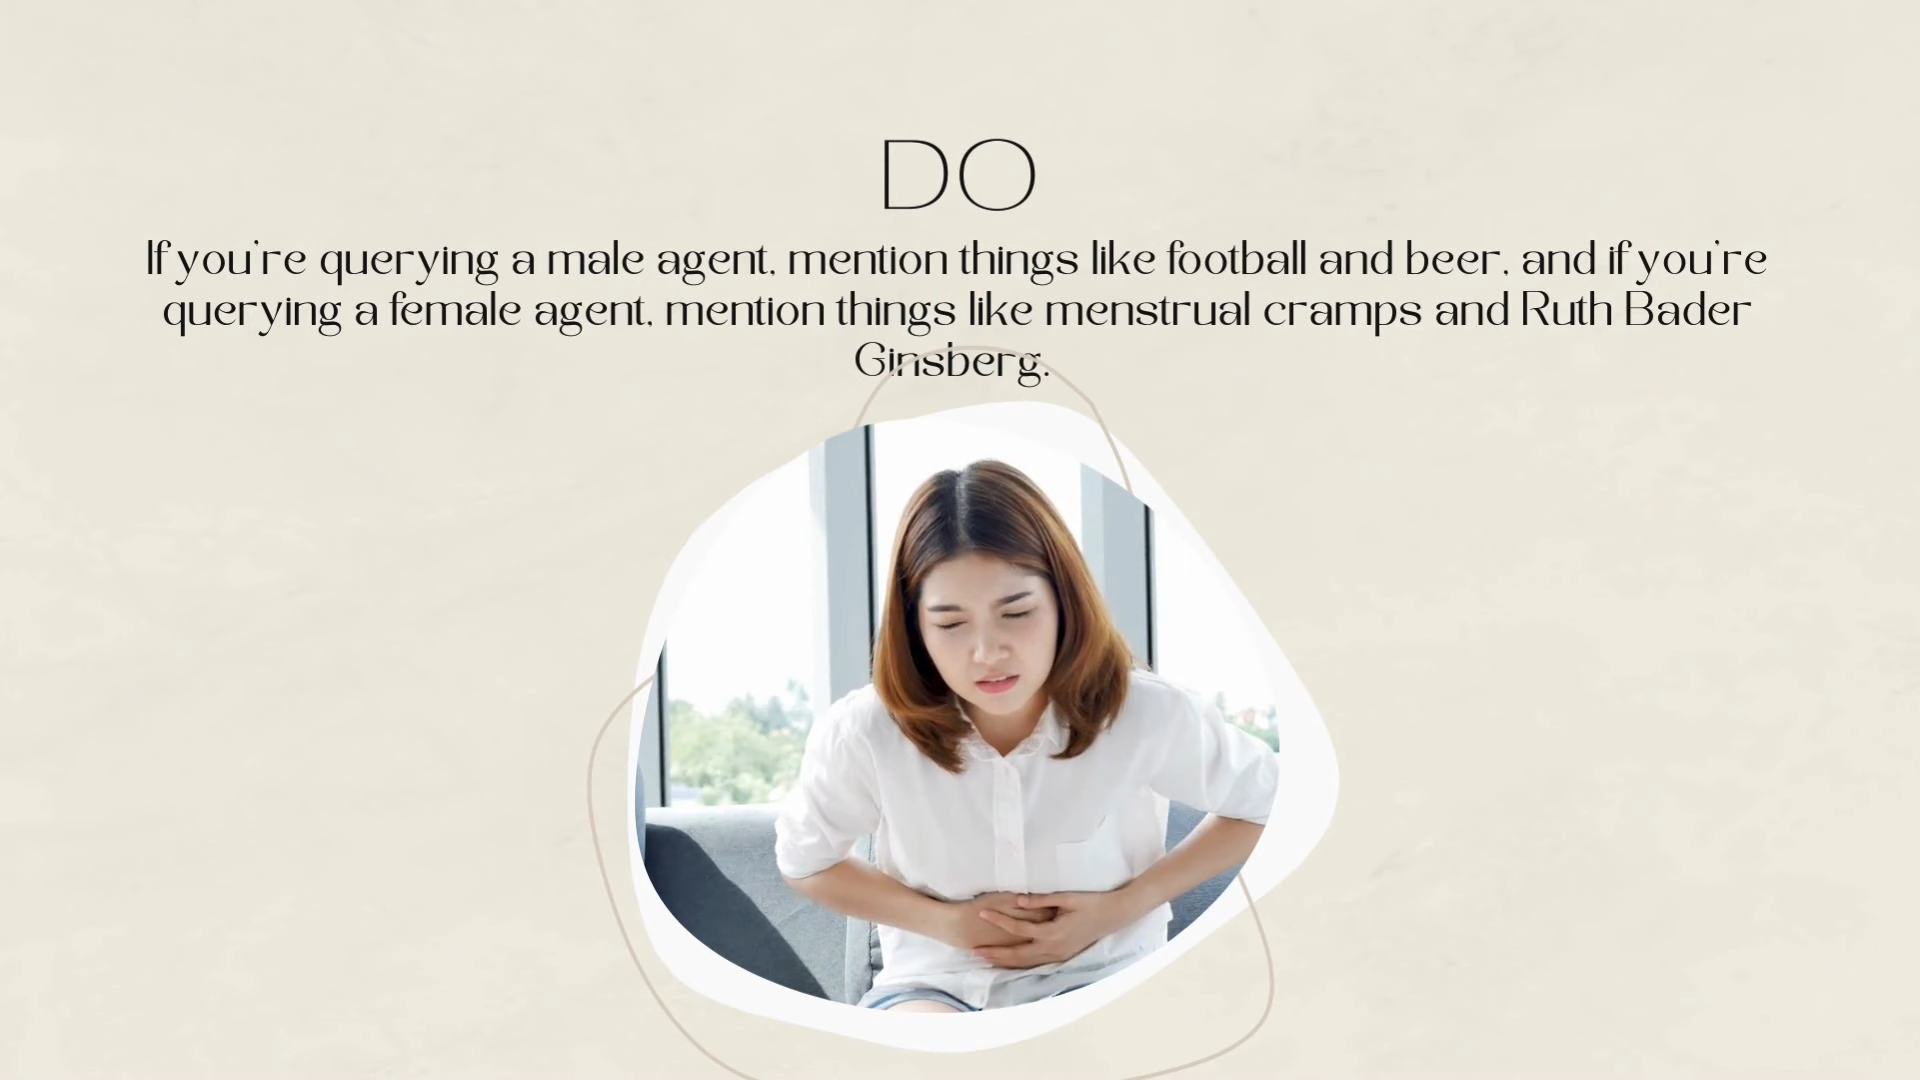 DO
If you're querying a male agent, mention things like football and beer, and if you're
querying a female agent, mention things like menstrual cramps and Ruth Bader
Ginsberg.